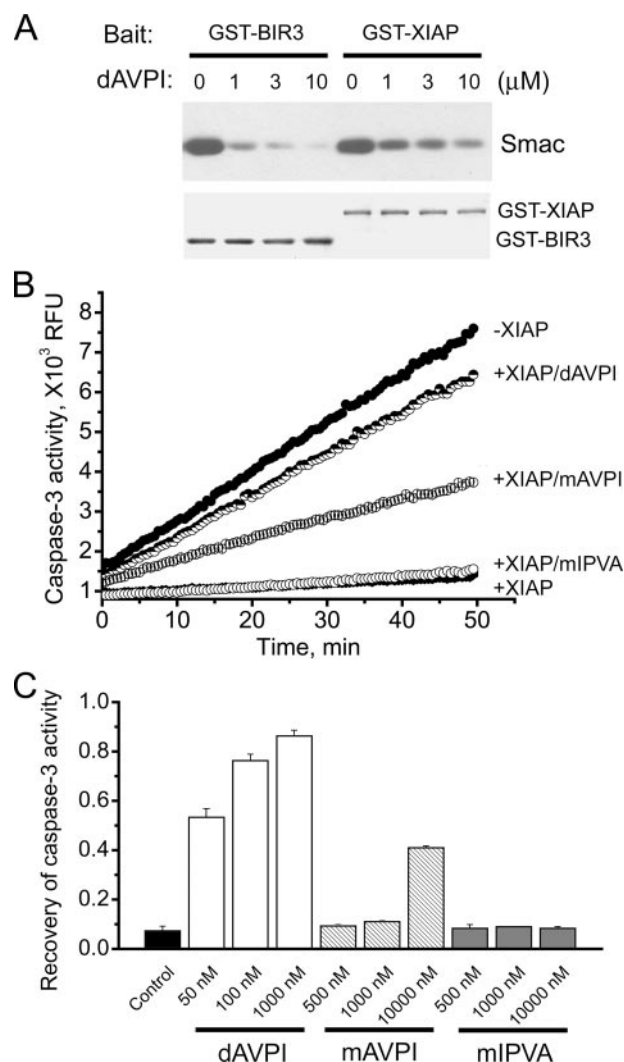 A
Bait: GST-BIR3 GST-XIAP
dAVPI: 0 1 3 10 0 1 3 10 (μM)
Smac
GST-XIAP
GST-BIR3
B
Caspase-3 activity, X10³ RFU
8
7
6
5
4
3
2
1
-XIAP
+XIAP/dAVPI
+XIAP/mAVPI
+XIAP/mIPVA
+XIAP
0 10 20 30 40 50
Time, min
C
Recovery of caspase-3 activity
1.0
0.8
0.6
0.4
0.2
0.0
Control 50 nM 100 nM 1000 nM 500 nM 1000 nM 10000 nM 500 nM 1000 nM 10000 nM
dAVPI mAVPI mIPVA